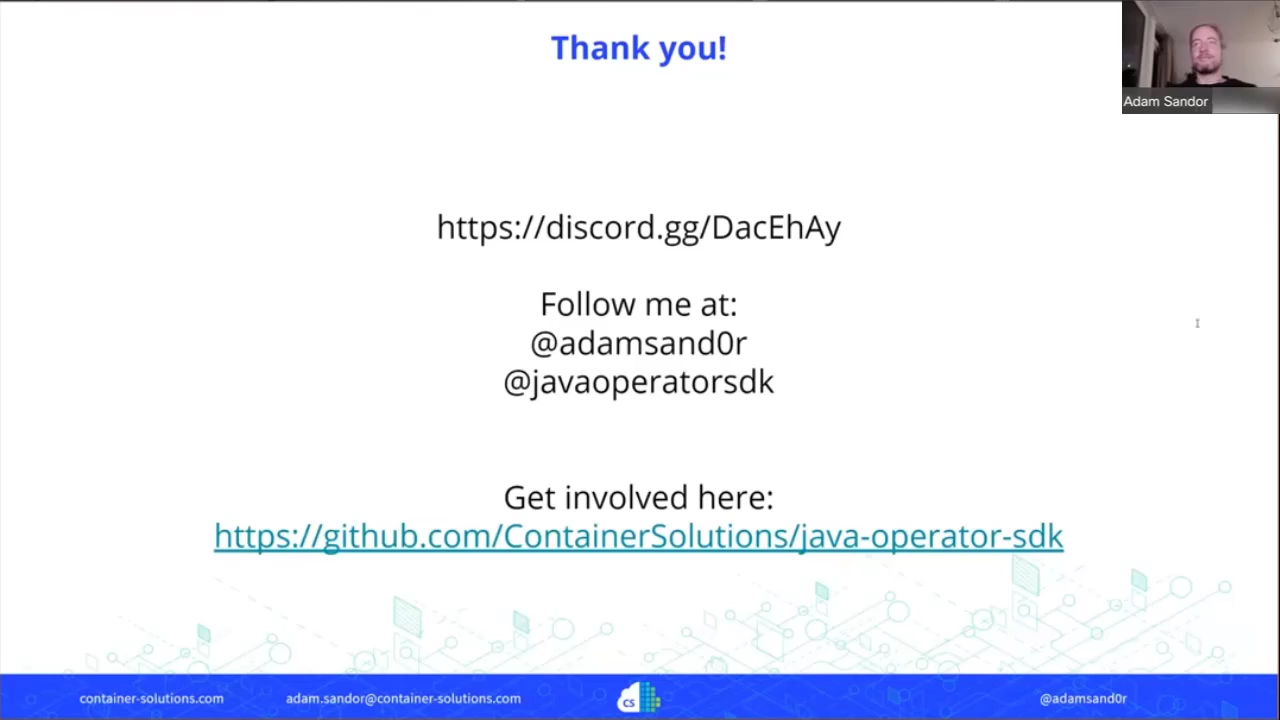 Thank you!
Adam Sandor
https://discord.gg/DacEhAy
Follow me at:
@adamsand0r
@javaoperatorsdk
Get involved here:
https://github.com/ContainerSolutions/java-operator-sdk
container-solutions.com
adam.sandor@container-solutions.com
CS
@adamsand0r